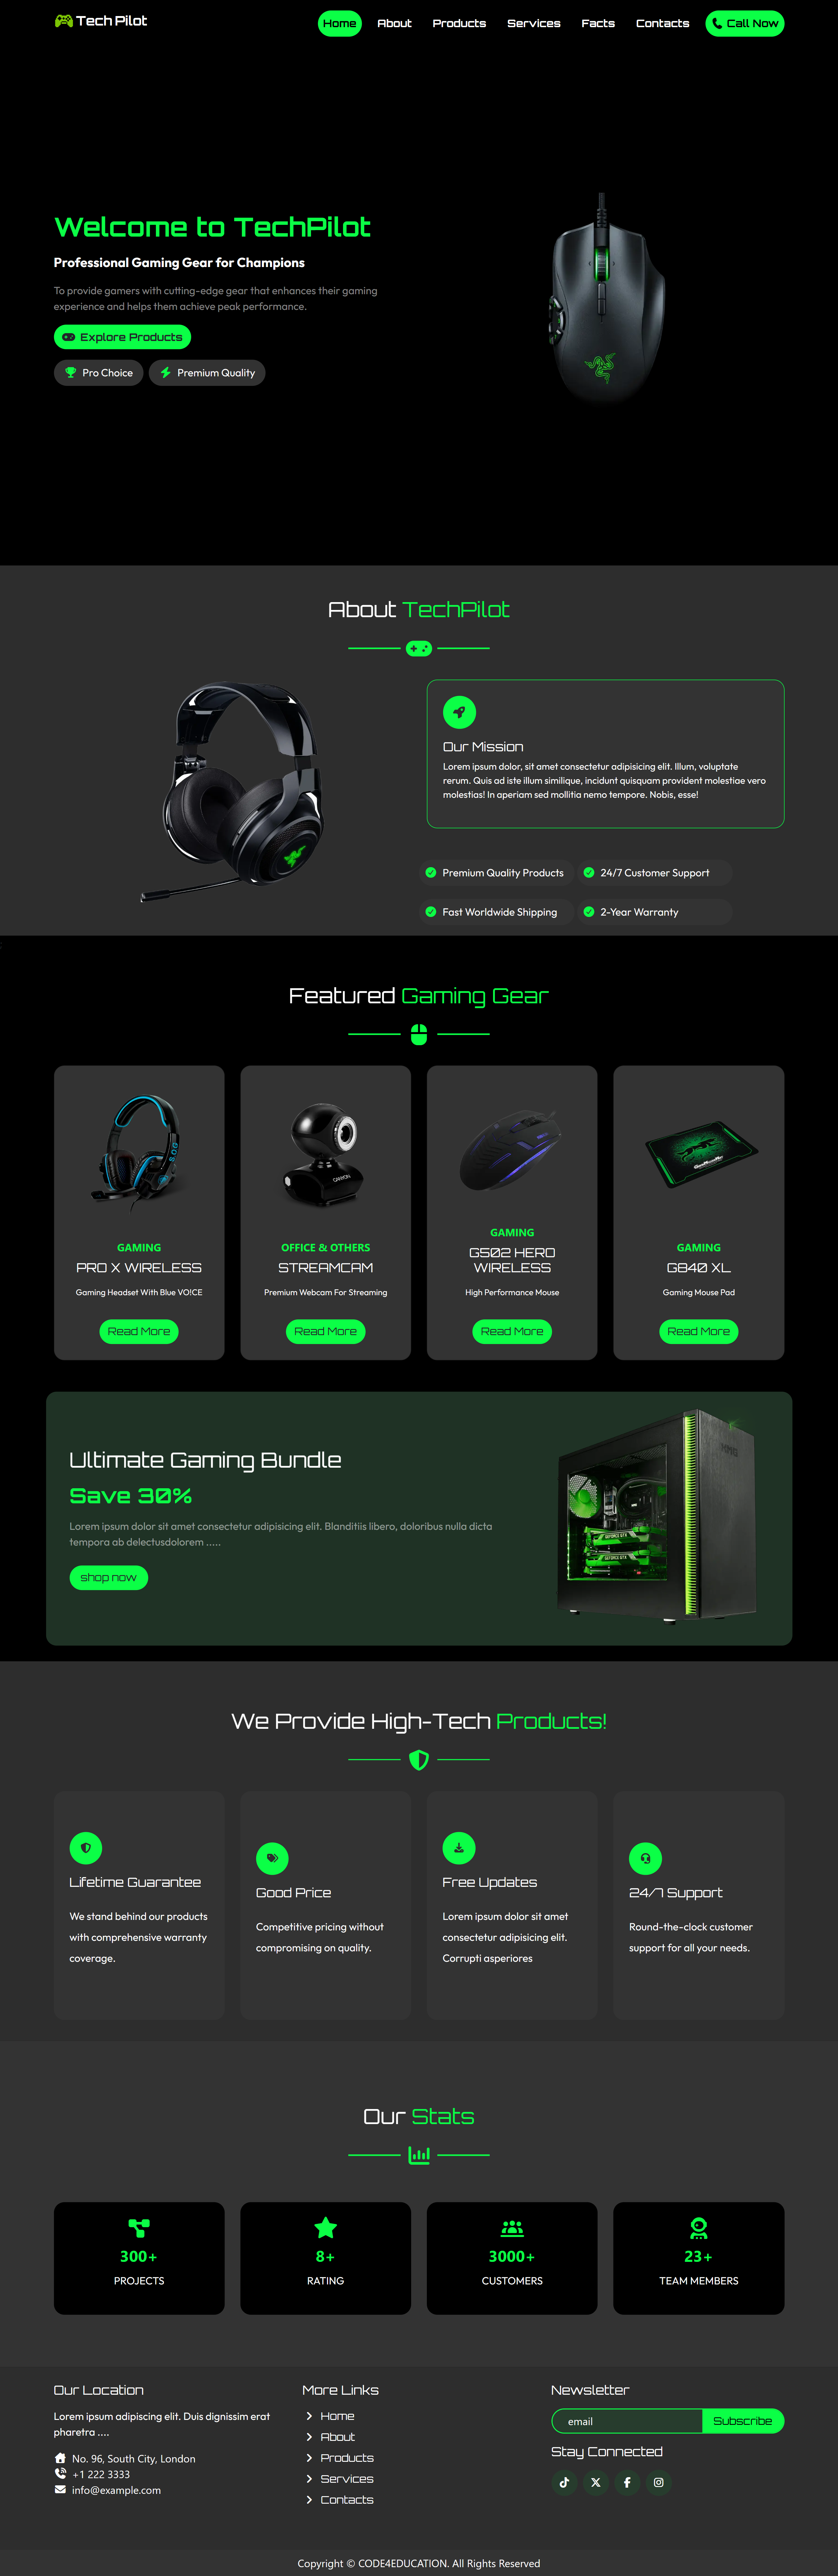 Tech Pilot
Home About Products Services Facts Contacts Call Now
Welcome to TechPilot
Professional Gaming Gear for Champions
To provide gamers with cutting-edge gear that enhances their gaming
experience and helps them achieve peak performance.
Explore Products
Pro Choice Premium Quality
About TechPilot
Our Mission
Lorem ipsum dolor, sit amet consectetur adipisicing elit. Illum, voluptate
rerum. Quis ad iste illum similique, incidunt quisquam provident molestiae vero
molestias! In aperiam sed mollitia nemo tempore. Nobis, esse!
Premium Quality Products 24/7 Customer Support
Fast Worldwide Shipping 2-Year Warranty
Featured Gaming Gear
GAMING
PRO X WIRELESS
Gaming Headset With Blue VO!CE
Read More
CANYON
OFFICE & OTHERS
STREAMCAM
Premium Webcam For Streaming
Read More
GAMING
G502 HERO
WIRELESS
High Performance Mouse
Read More
GAMING
G840 XL
Gaming Mouse Pad
Read More
Ultimate Gaming Bundle
Save 30%
Lorem ipsum dolor sit amet consectetur adipisicing elit. Blanditiis libero, doloribus nulla dicta
tempora ab delectusdolorem .....
shop now
GEFORCE GTX
GEFORCE GTX
We Provide High-Tech Products!
Lifetime Guarantee
We stand behind our products
with comprehensive warranty
coverage.
Good Price
Competitive pricing without
compromising on quality.
Free Updates
Lorem ipsum dolor sit amet
consectetur adipisicing elit.
Corrupti asperiores
24/7 Support
Round-the-clock customer
support for all your needs.
Our Stats
300+
PROJECTS
8+
RATING
3000+
CUSTOMERS
23+
TEAM MEMBERS
Our Location
Lorem ipsum adipiscing elit. Duis dignissim erat
pharetra ....
No. 96, South City, London
+1 222 3333
info@example.com
More Links
Home
About
Products
Services
Contacts
Newsletter
email Subscribe
Stay Connected
Copyright © CODE4EDUCATION. All Rights Reserved